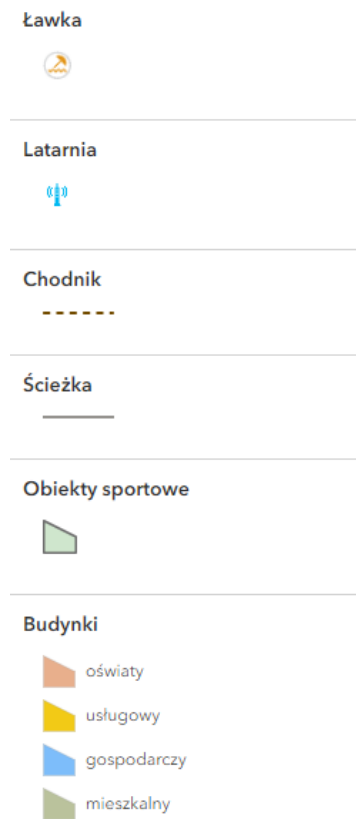 Ławka
Latarnia
Chodnik
Ścieżka
Obiekty sportowe
Budynki
oświaty
usługowy
gospodarczy
mieszkalny